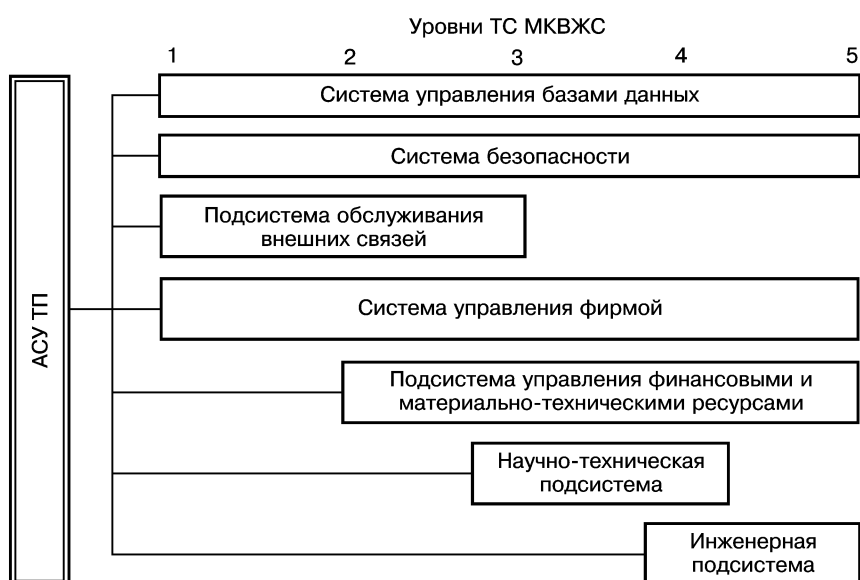 Уровни ТС МКВЖС
1 2 3 4 5
Система управления базами данных
Система безопасности
Подсистема обслуживания
внешних связей
АСУ ТП
Система управления фирмой
Подсистема управления финансовыми и
материально-техническими ресурсами
Научно-техническая
подсистема
Инженерная
подсистема